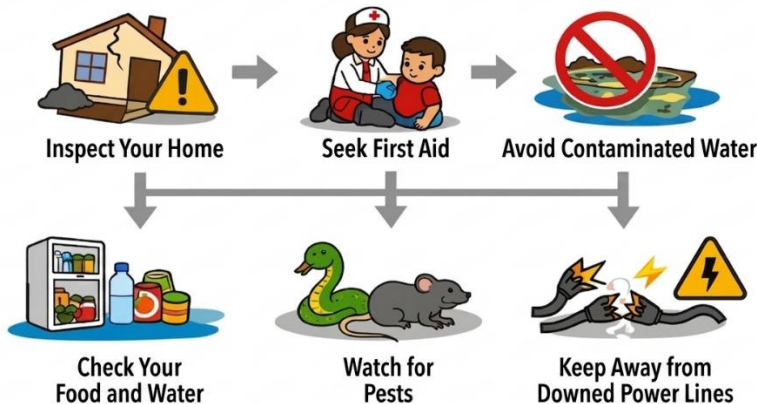 Inspect Your Home
Seek First Aid
Avoid Contaminated Water
Check Your
Food and Water
Watch for
Pests
Keep Away from
Downed Power Lines